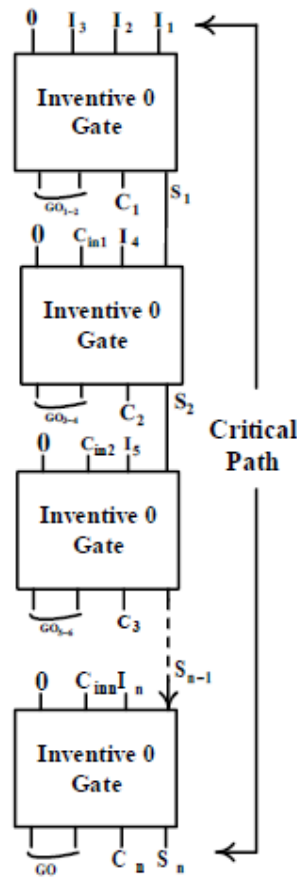 0 I₃ I₂ I₁
Inventive 0
Gate
GO₁₋₂ C₁ S₁
0 Cᵢₙ₁ I₄
Inventive 0
Gate
GO₃₋₄ C₂ S₂
Critical
Path
0 Cᵢₙ₂ I₅
Inventive 0
Gate
GO₅₋₆ C₃
Sₙ₋₁
0 Cᵢₙₙ Iₙ
Inventive 0
Gate
GO Cₙ Sₙ